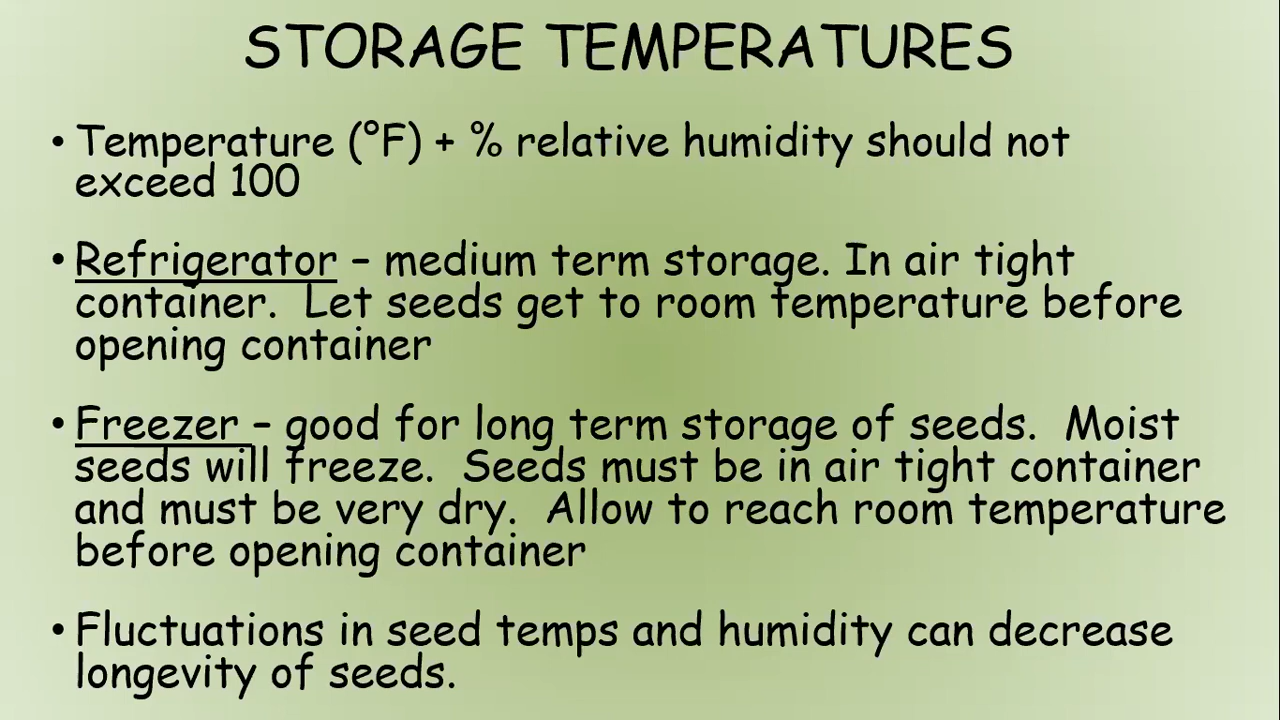 STORAGE TEMPERATURES
• Temperature (°F) + % relative humidity should not
exceed 100
• Refrigerator – medium term storage. In air tight
container.  Let seeds get to room temperature before
opening container
• Freezer – good for long term storage of seeds.  Moist
seeds will freeze.  Seeds must be in air tight container
and must be very dry.  Allow to reach room temperature
before opening container
• Fluctuations in seed temps and humidity can decrease
longevity of seeds.